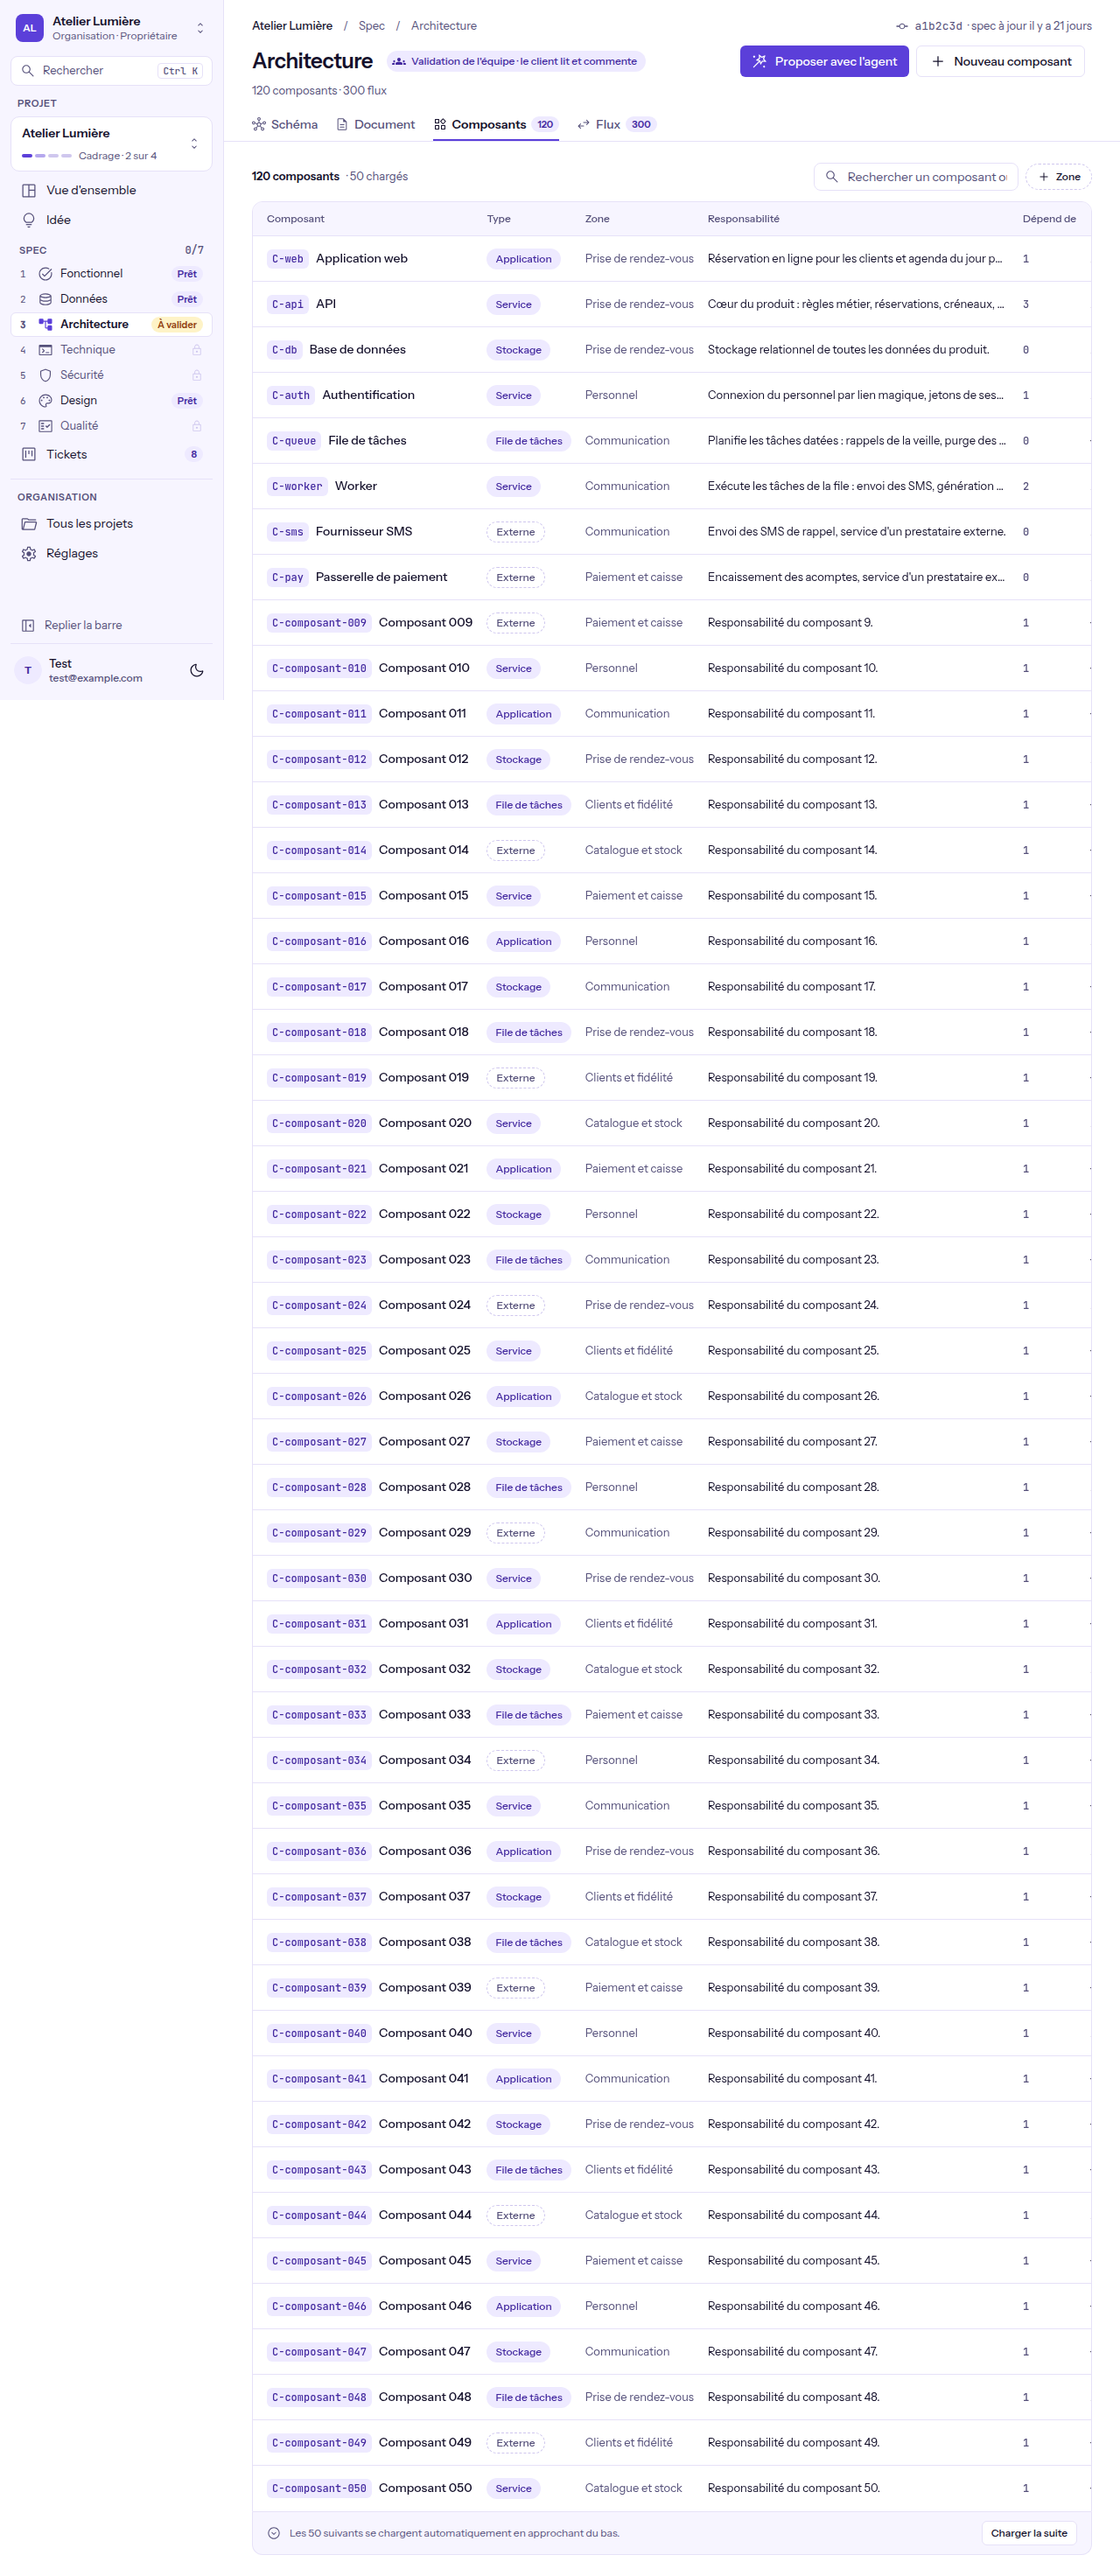 AL
Atelier Lumière
Organisation · Propriétaire
Rechercher
Ctrl K
PROJET
Atelier Lumière
Cadrage · 2 sur 4
Vue d'ensemble
Idée
SPEC 0/7
1 Fonctionnel Prêt
2 Données Prêt
3 Architecture À valider
4 Technique
5 Sécurité
6 Design Prêt
7 Qualité
Tickets 8
ORGANISATION
Tous les projets
Réglages
Replier la barre
T
Test
test@example.com
Atelier Lumière / Spec / Architecture
a1b2c3d · spec à jour il y a 21 jours
Architecture
Validation de l'équipe · le client lit et commente
Proposer avec l'agent
Nouveau composant
120 composants · 300 flux
Schéma
Document
Composants 120
Flux 300
120 composants · 50 chargés
Rechercher un composant o
Zone
Composant Type Zone Responsabilité Dépend de
C-web Application web Application Prise de rendez-vous Réservation en ligne pour les clients et agenda du jour p… 1
C-api API Service Prise de rendez-vous Cœur du produit : règles métier, réservations, créneaux, … 3
C-db Base de données Stockage Prise de rendez-vous Stockage relationnel de toutes les données du produit. 0
C-auth Authentification Service Personnel Connexion du personnel par lien magique, jetons de ses… 1
C-queue File de tâches File de tâches Communication Planifie les tâches datées : rappels de la veille, purge des … 0
C-worker Worker Service Communication Exécute les tâches de la file : envoi des SMS, génération … 2
C-sms Fournisseur SMS Externe Communication Envoi des SMS de rappel, service d'un prestataire externe. 0
C-pay Passerelle de paiement Externe Paiement et caisse Encaissement des acomptes, service d'un prestataire ex… 0
C-composant-009 Composant 009 Externe Paiement et caisse Responsabilité du composant 9. 1
C-composant-010 Composant 010 Service Personnel Responsabilité du composant 10. 1
C-composant-011 Composant 011 Application Communication Responsabilité du composant 11. 1
C-composant-012 Composant 012 Stockage Prise de rendez-vous Responsabilité du composant 12. 1
C-composant-013 Composant 013 File de tâches Clients et fidélité Responsabilité du composant 13. 1
C-composant-014 Composant 014 Externe Catalogue et stock Responsabilité du composant 14. 1
C-composant-015 Composant 015 Service Paiement et caisse Responsabilité du composant 15. 1
C-composant-016 Composant 016 Application Personnel Responsabilité du composant 16. 1
C-composant-017 Composant 017 Stockage Communication Responsabilité du composant 17. 1
C-composant-018 Composant 018 File de tâches Prise de rendez-vous Responsabilité du composant 18. 1
C-composant-019 Composant 019 Externe Clients et fidélité Responsabilité du composant 19. 1
C-composant-020 Composant 020 Service Catalogue et stock Responsabilité du composant 20. 1
C-composant-021 Composant 021 Application Paiement et caisse Responsabilité du composant 21. 1
C-composant-022 Composant 022 Stockage Personnel Responsabilité du composant 22. 1
C-composant-023 Composant 023 File de tâches Communication Responsabilité du composant 23. 1
C-composant-024 Composant 024 Externe Prise de rendez-vous Responsabilité du composant 24. 1
C-composant-025 Composant 025 Service Clients et fidélité Responsabilité du composant 25. 1
C-composant-026 Composant 026 Application Catalogue et stock Responsabilité du composant 26. 1
C-composant-027 Composant 027 Stockage Paiement et caisse Responsabilité du composant 27. 1
C-composant-028 Composant 028 File de tâches Personnel Responsabilité du composant 28. 1
C-composant-029 Composant 029 Externe Communication Responsabilité du composant 29. 1
C-composant-030 Composant 030 Service Prise de rendez-vous Responsabilité du composant 30. 1
C-composant-031 Composant 031 Application Clients et fidélité Responsabilité du composant 31. 1
C-composant-032 Composant 032 Stockage Catalogue et stock Responsabilité du composant 32. 1
C-composant-033 Composant 033 File de tâches Paiement et caisse Responsabilité du composant 33. 1
C-composant-034 Composant 034 Externe Personnel Responsabilité du composant 34. 1
C-composant-035 Composant 035 Service Communication Responsabilité du composant 35. 1
C-composant-036 Composant 036 Application Prise de rendez-vous Responsabilité du composant 36. 1
C-composant-037 Composant 037 Stockage Clients et fidélité Responsabilité du composant 37. 1
C-composant-038 Composant 038 File de tâches Catalogue et stock Responsabilité du composant 38. 1
C-composant-039 Composant 039 Externe Paiement et caisse Responsabilité du composant 39. 1
C-composant-040 Composant 040 Service Personnel Responsabilité du composant 40. 1
C-composant-041 Composant 041 Application Communication Responsabilité du composant 41. 1
C-composant-042 Composant 042 Stockage Prise de rendez-vous Responsabilité du composant 42. 1
C-composant-043 Composant 043 File de tâches Clients et fidélité Responsabilité du composant 43. 1
C-composant-044 Composant 044 Externe Catalogue et stock Responsabilité du composant 44. 1
C-composant-045 Composant 045 Service Paiement et caisse Responsabilité du composant 45. 1
C-composant-046 Composant 046 Application Personnel Responsabilité du composant 46. 1
C-composant-047 Composant 047 Stockage Communication Responsabilité du composant 47. 1
C-composant-048 Composant 048 File de tâches Prise de rendez-vous Responsabilité du composant 48. 1
C-composant-049 Composant 049 Externe Clients et fidélité Responsabilité du composant 49. 1
C-composant-050 Composant 050 Service Catalogue et stock Responsabilité du composant 50. 1
Les 50 suivants se chargent automatiquement en approchant du bas.
Charger la suite